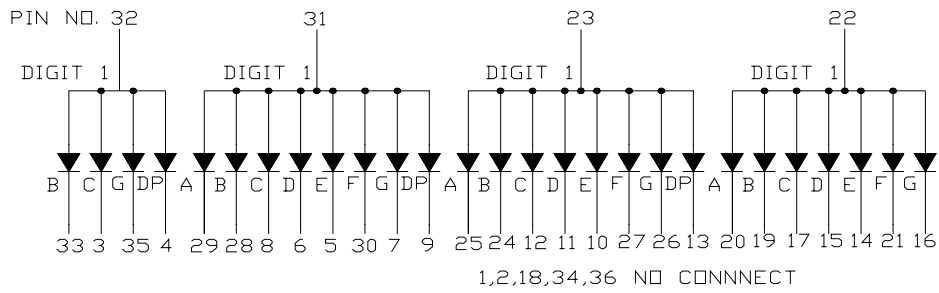 PIN NO. 32 31 23 22
DIGIT 1 DIGIT 1 DIGIT 1 DIGIT 1
B C G DP A B C D E F G DP A B C D E F G DP A B C D E F G
33 3 35 4 29 28 8 6 5 30 7 9 25 24 12 11 10 27 26 13 20 19 17 15 14 21 16
1,2,18,34,36 NO CONNNECT